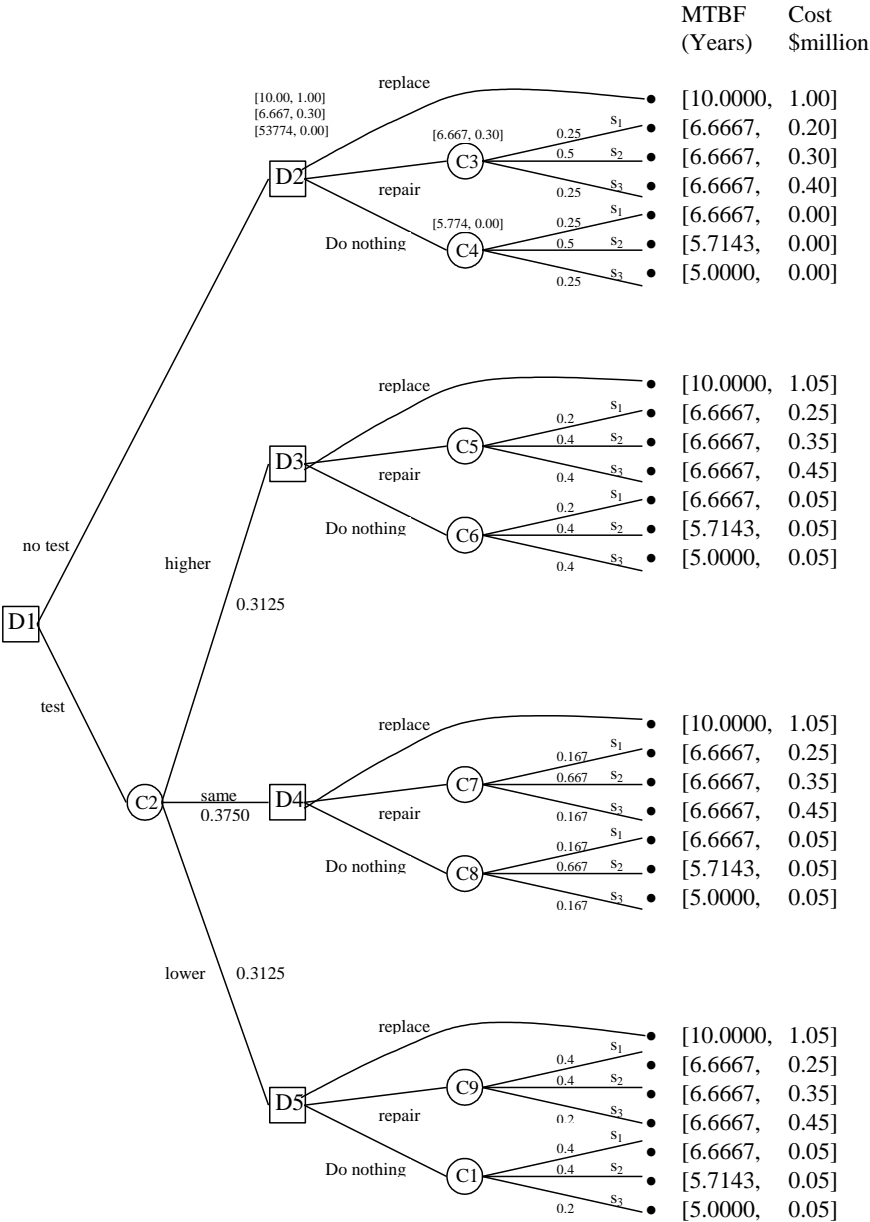 MTBF Cost
(Years) $million
replace
[10.00, 1.00]
[6.667, 0.30]
[53774, 0.00]
[10.0000, 1.00]
D2
[6.667, 0.30]
C3
repair
0.25 s1 [6.6667, 0.20]
0.5 s2 [6.6667, 0.30]
0.25 s3 [6.6667, 0.40]
[5.774, 0.00]
Do nothing
C4
0.25 s1 [6.6667, 0.00]
0.5 s2 [5.7143, 0.00]
0.25 s3 [5.0000, 0.00]
replace [10.0000, 1.05]
D3
C5
repair
0.2 s1 [6.6667, 0.25]
0.4 s2 [6.6667, 0.35]
0.4 s3 [6.6667, 0.45]
Do nothing
C6
0.2 s1 [6.6667, 0.05]
0.4 s2 [5.7143, 0.05]
0.4 s3 [5.0000, 0.05]
no test
higher
0.3125
D1
test
C2
same
0.3750
replace [10.0000, 1.05]
D4
C7
repair
0.167 s1 [6.6667, 0.25]
0.667 s2 [6.6667, 0.35]
0.167 s3 [6.6667, 0.45]
Do nothing
C8
0.167 s1 [6.6667, 0.05]
0.667 s2 [5.7143, 0.05]
0.167 s3 [5.0000, 0.05]
lower 0.3125
replace [10.0000, 1.05]
D5
C9
repair
0.4 s1 [6.6667, 0.25]
0.4 s2 [6.6667, 0.35]
0.2 s3 [6.6667, 0.45]
Do nothing
C1
0.4 s1 [6.6667, 0.05]
0.4 s2 [5.7143, 0.05]
0.2 s3 [5.0000, 0.05]